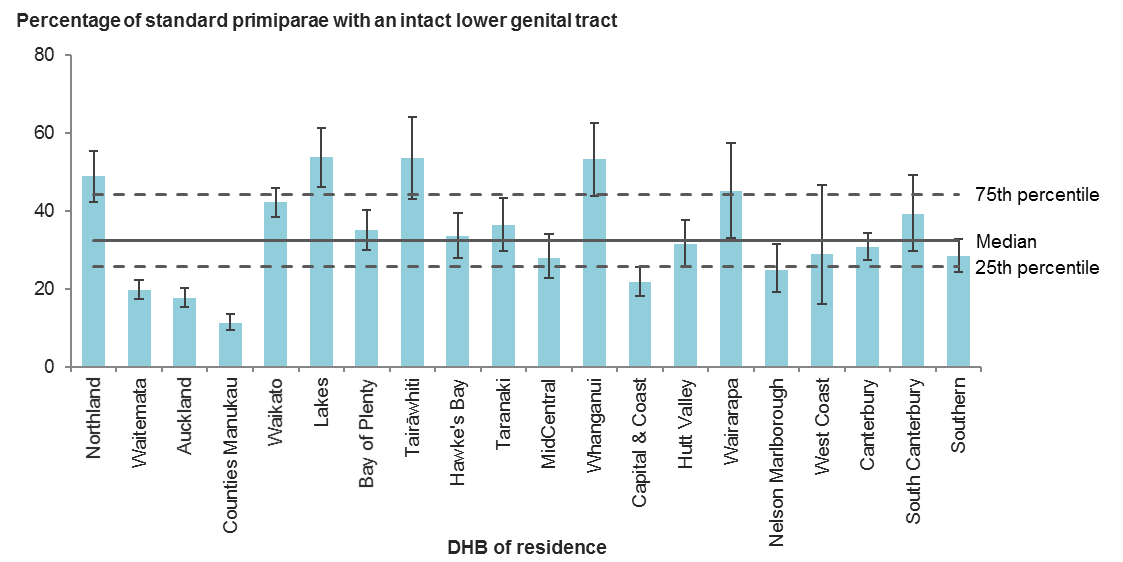 Percentage of standard primiparae with an intact lower genital tract
80
60
40
20
0
75th percentile
Median
25th percentile
Northland
Waitemata
Auckland
Counties Manukau
Waikato
Lakes
Bay of Plenty
Tairāwhiti
Hawke's Bay
Taranaki
MidCentral
Whanganui
Capital & Coast
Hutt Valley
Wairarapa
Nelson Marlborough
West Coast
Canterbury
South Canterbury
Southern
DHB of residence